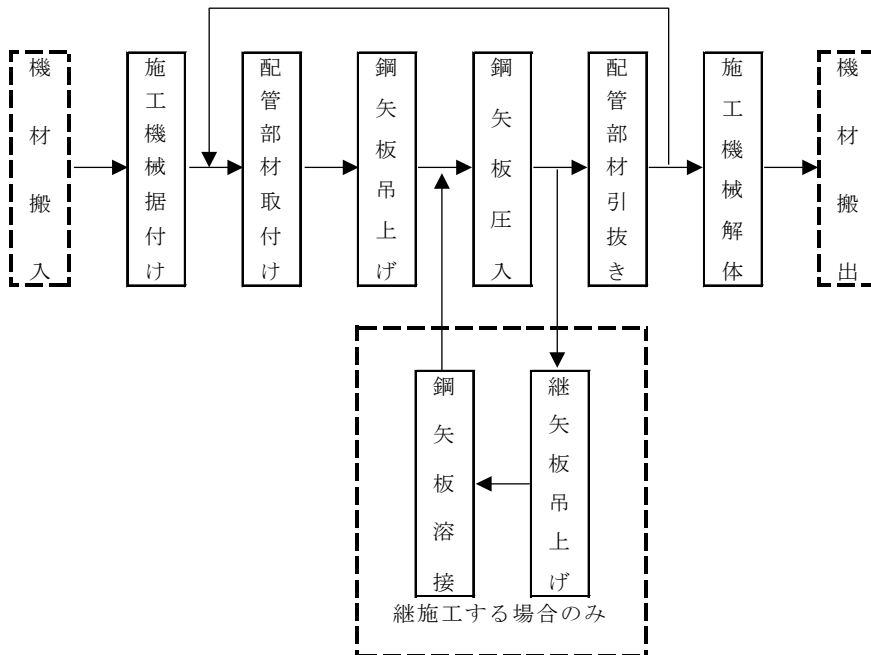 機材搬入
施工機械据付け
配管部材取付け
鋼矢板吊上げ
鋼矢板圧入
配管部材引抜き
施工機械解体
機材搬出
鋼矢板溶接
継矢板吊上げ
継施工する場合のみ